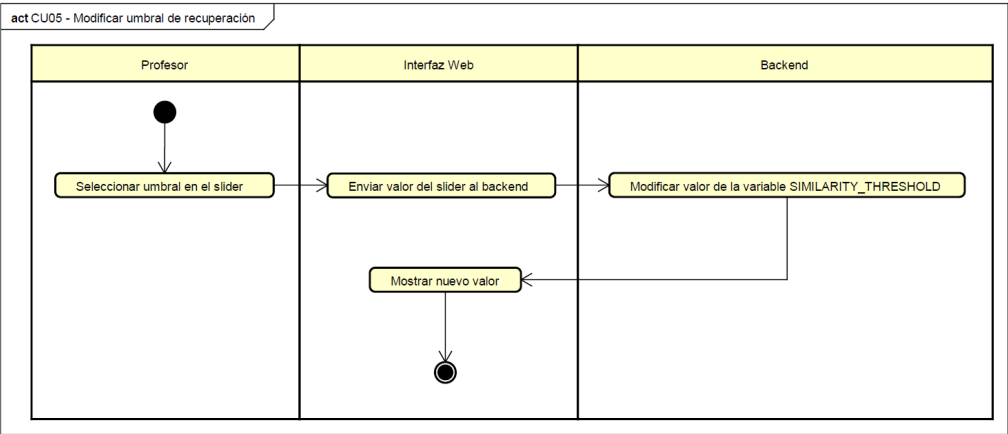 act CU05 - Modificar umbral de recuperación
Profesor
Interfaz Web
Backend
Seleccionar umbral en el slider
Enviar valor del slider al backend
Modificar valor de la variable SIMILARITY_THRESHOLD
Mostrar nuevo valor